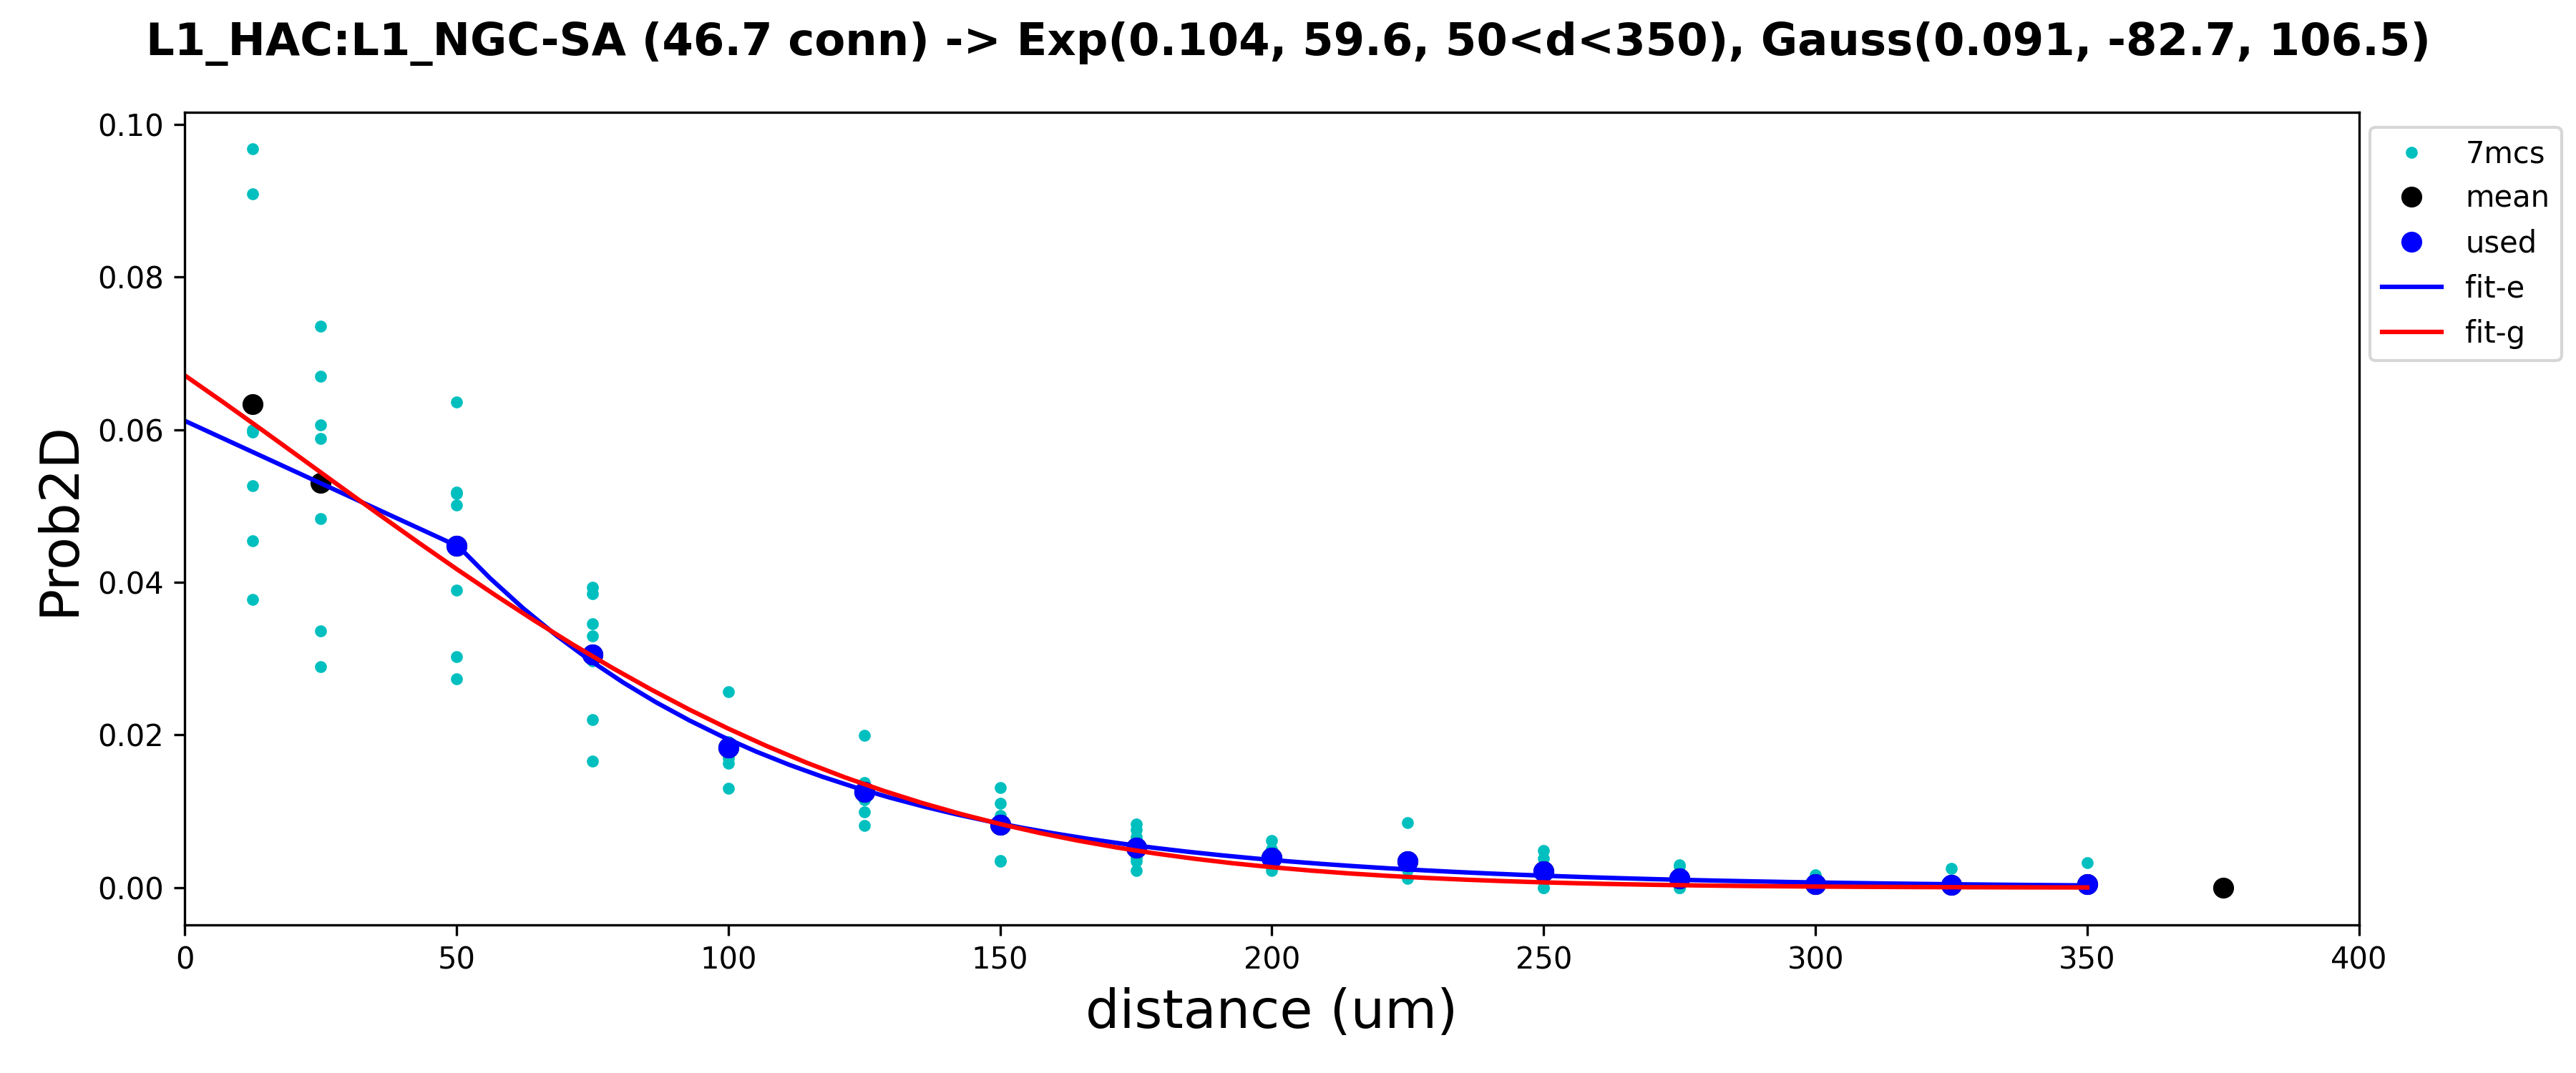 L1_HAC:L1_NGC-SA (46.7 conn) -> Exp(0.104, 59.6, 50<d<350), Gauss(0.091, -82.7, 106.5)
0.10
0.08
0.06
0.04
0.02
0.00
Prob2D
0 50 100 150 200 250 300 350 400
distance (um)
7mcs
mean
used
fit-e
fit-g